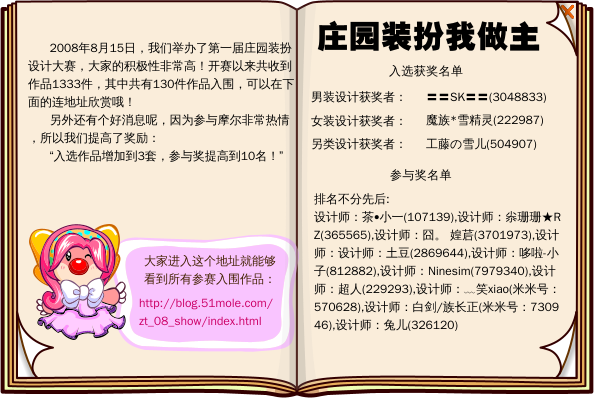 2008年8月15日，我们举办了第一届庄园装扮
设计大赛，大家的积极性非常高！开赛以来共收到
作品1333件，其中共有130件作品入围，可以在下
面的连地址欣赏哦！
另外还有个好消息呢，因为参与摩尔非常热情
，所以我们提高了奖励：
“入选作品增加到3套，参与奖提高到10名！”
大家进入这个地址就能够
看到所有参赛入围作品：
http://blog.51mole.com/
zt_08_show/index.html
庄园装扮我做主
入选获奖名单
男装设计获奖者： 〓〓SK〓〓(3048833)
女装设计获奖者： 魔族*雪精灵(222987)
另类设计获奖者： 工藤の雪儿(504907)
参与奖名单
排名不分先后:
设计师：茶•小一(107139),设计师：尜珊珊★R
Z(365565),设计师：囧。 媓菪(3701973),设计
师：设计师：土豆(2869644),设计师：哆啦-小
子(812882),设计师：Ninesim(7979340),设计
师：超人(229293),设计师：﹏笑xiao(米米号：
570628),设计师：白剑/族长正(米米号：7309
46),设计师：兔儿(326120)